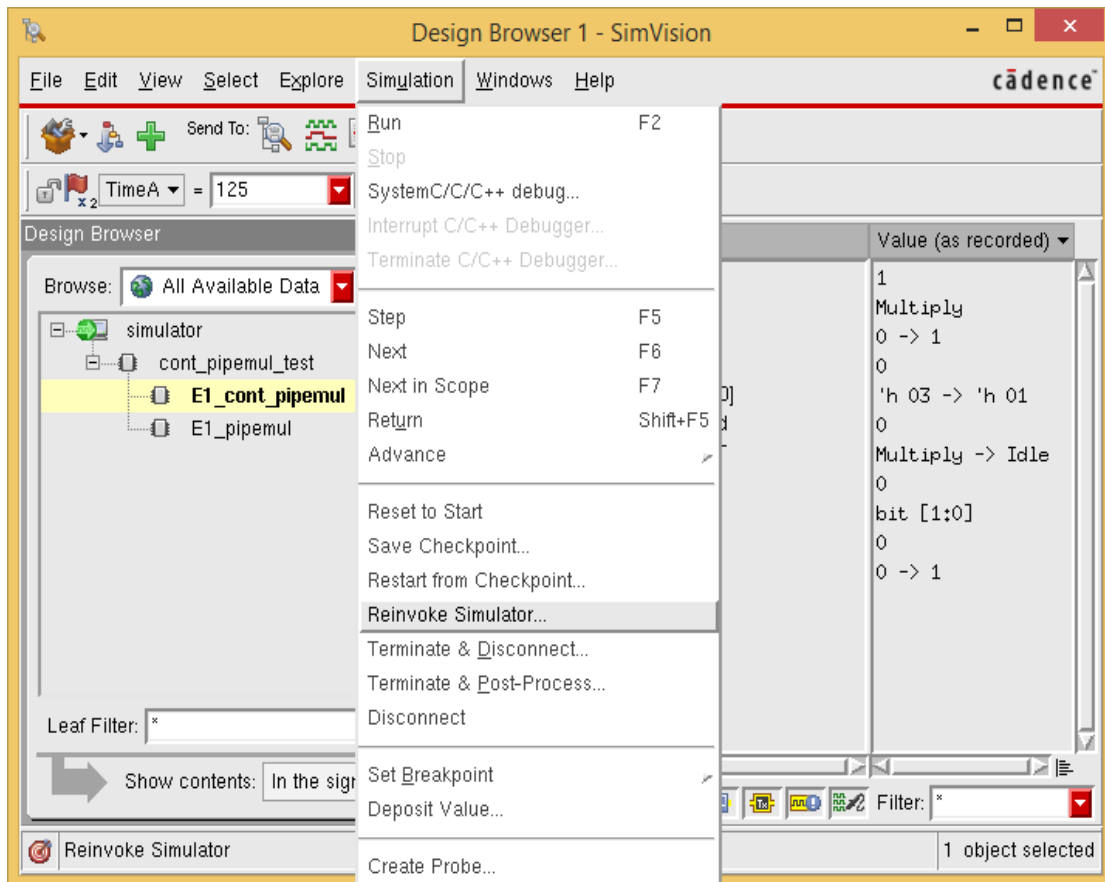 Design Browser 1 - SimVision
File Edit View Select Explore Simulation Windows Help
cādence
Send To:
x 2 TimeA = 125
Design Browser
Browse: All Available Data
simulator
cont_pipemul_test
E1_cont_pipemul
E1_pipemul
Leaf Filter: *
Show contents: In the sign
Run F2
Stop
SystemC/C/C++ debug...
Interrupt C/C++ Debugger...
Terminate C/C++ Debugger...
Step F5
Next F6
Next in Scope F7
Return Shift+F5
Advance
Reset to Start
Save Checkpoint...
Restart from Checkpoint...
Reinvoke Simulator...
Terminate & Disconnect...
Terminate & Post-Process...
Disconnect
Set Breakpoint
Deposit Value...
Create Probe...
Value (as recorded)
1
Multiply
0 -> 1
0
'h 03 -> 'h 01
0
Multiply -> Idle
0
bit [1:0]
0
0 -> 1
Filter: *
Reinvoke Simulator
1 object selected